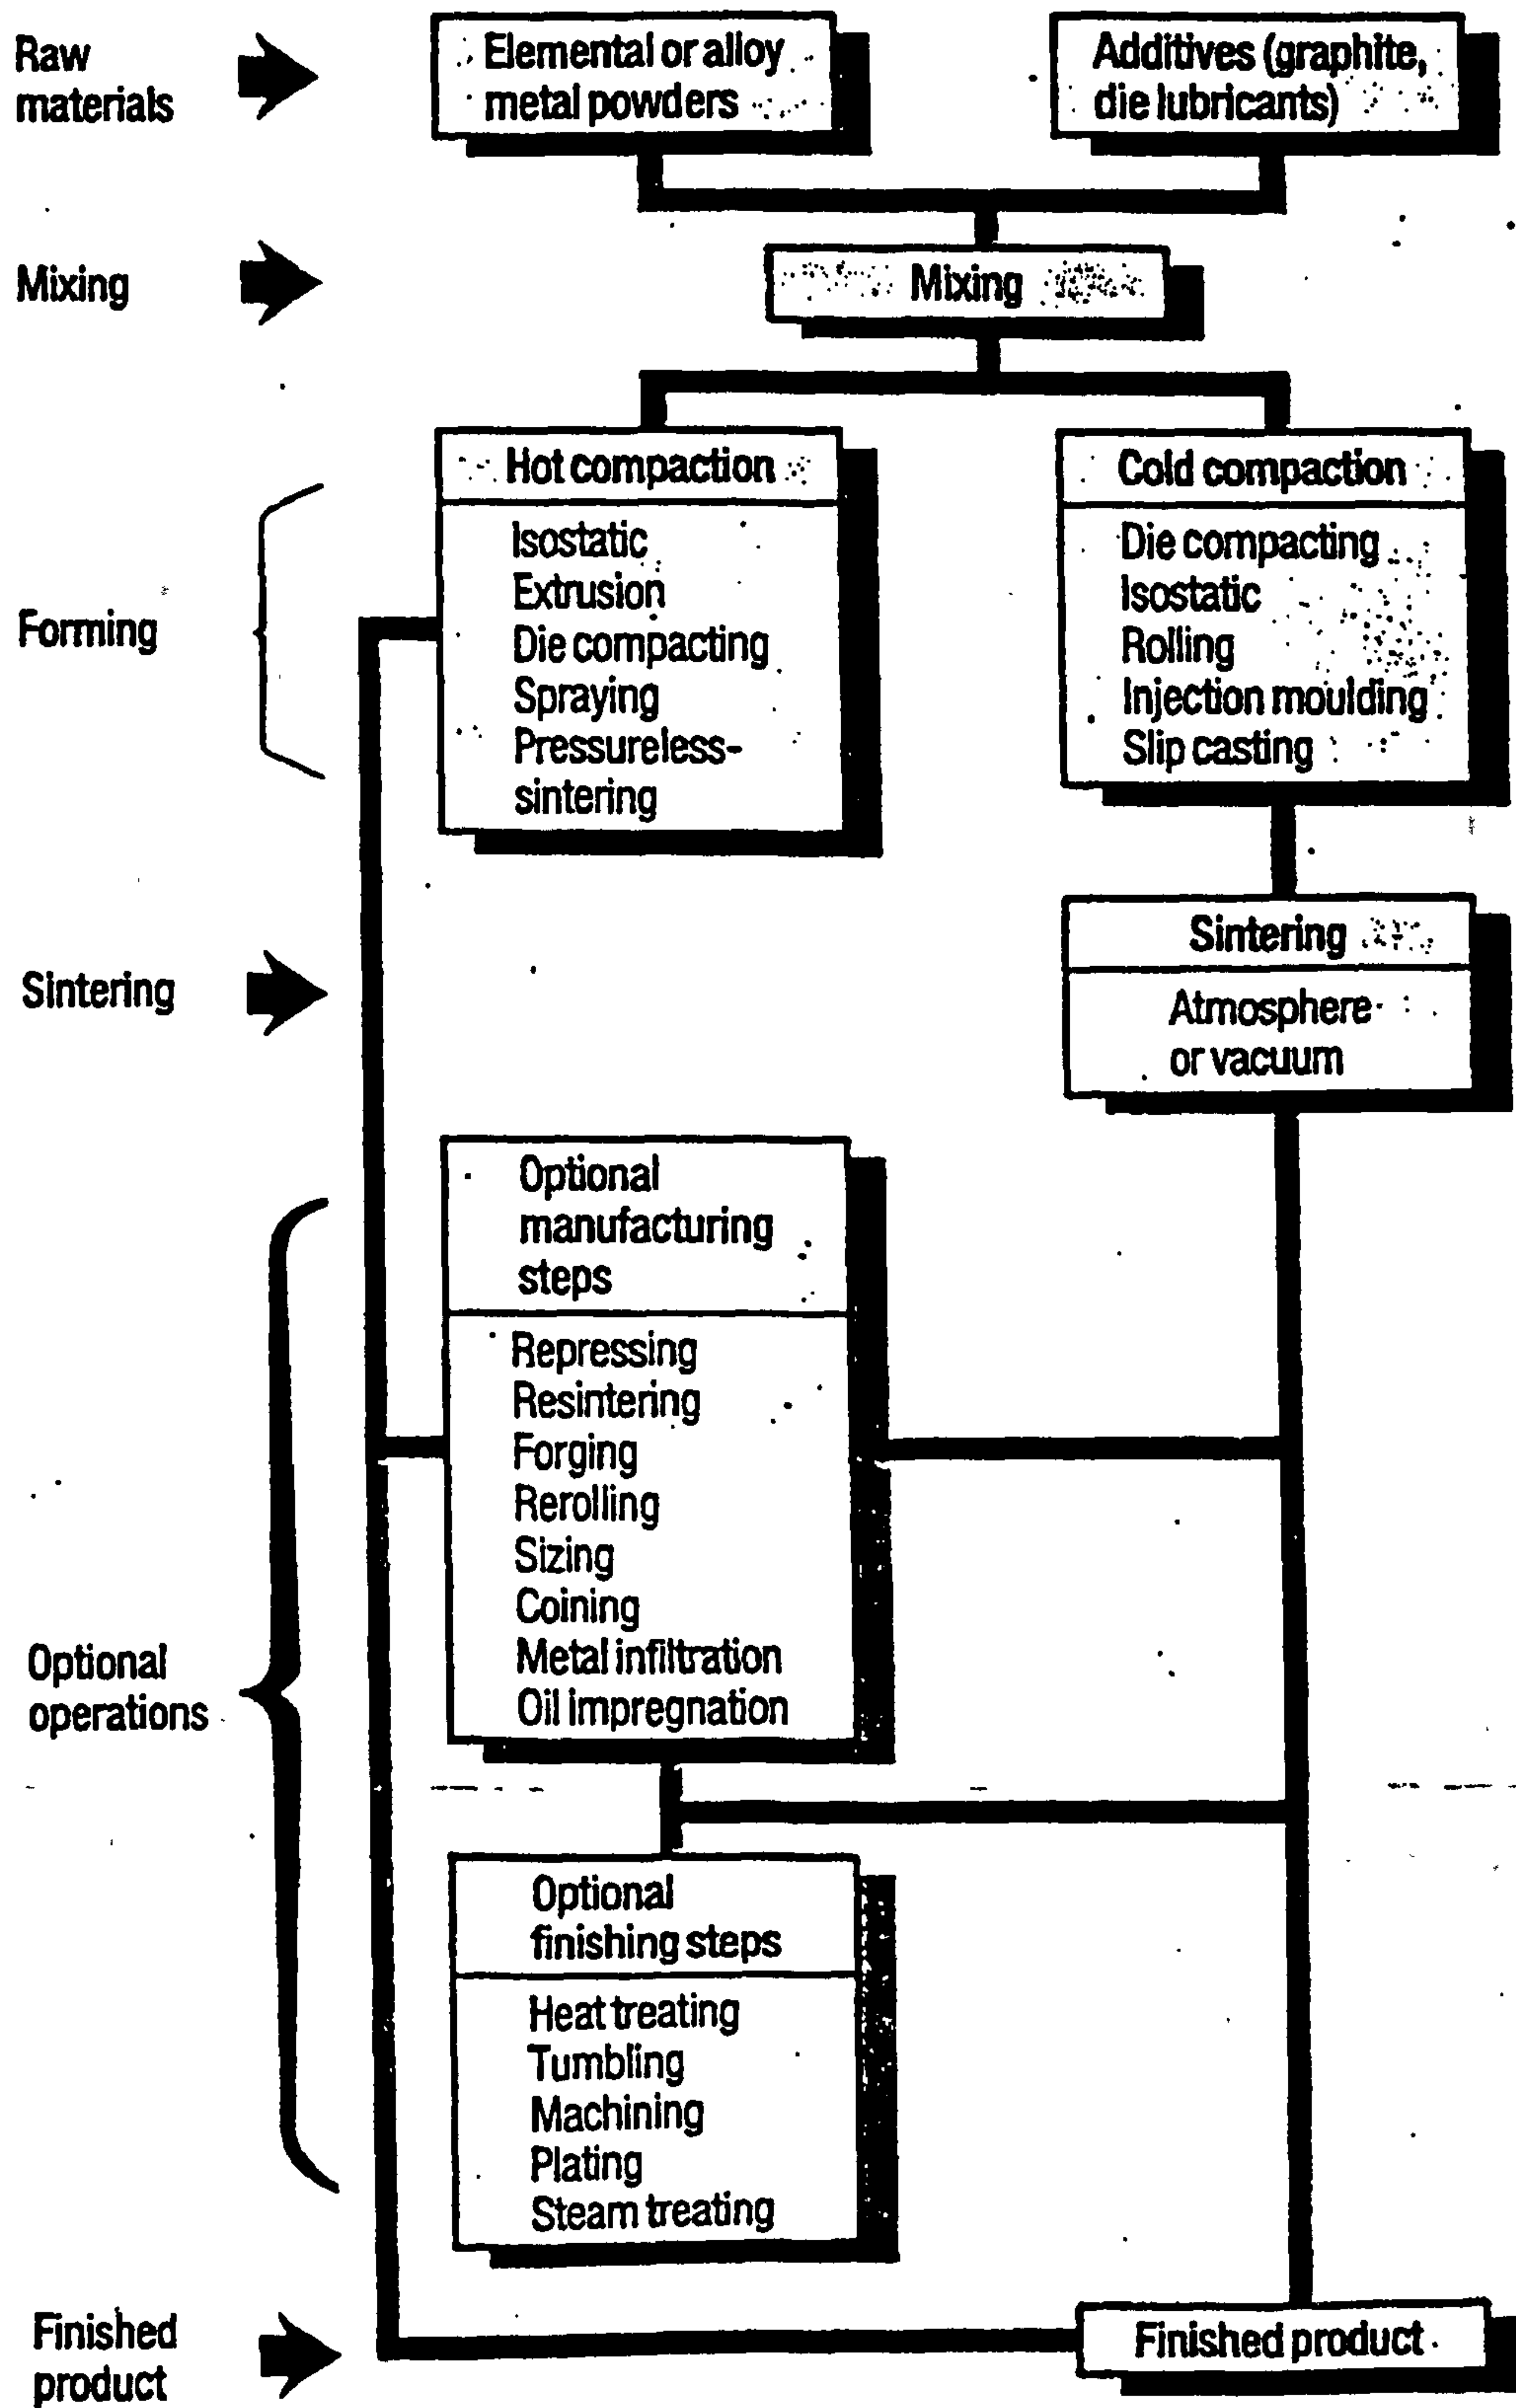 Raw
materials
Elemental or alloy
metal powders
Additives (graphite,
die lubricants)
Mixing
Mixing
Forming
Hot compaction
Isostatic
Extrusion
Die compacting
Spraying
Pressureless-
sintering
Cold compaction
Die compacting
Isostatic
Rolling
Injection moulding
Slip casting
Sintering
Sintering
Atmosphere
or vacuum
Optional
operations
Optional
manufacturing
steps
Repressing
Resintering
Forging
Rerolling
Sizing
Coining
Metal infiltration
Oil impregnation
Optional
finishing steps
Heat treating
Tumbling
Machining
Plating
Steam treating
Finished
product
Finished product